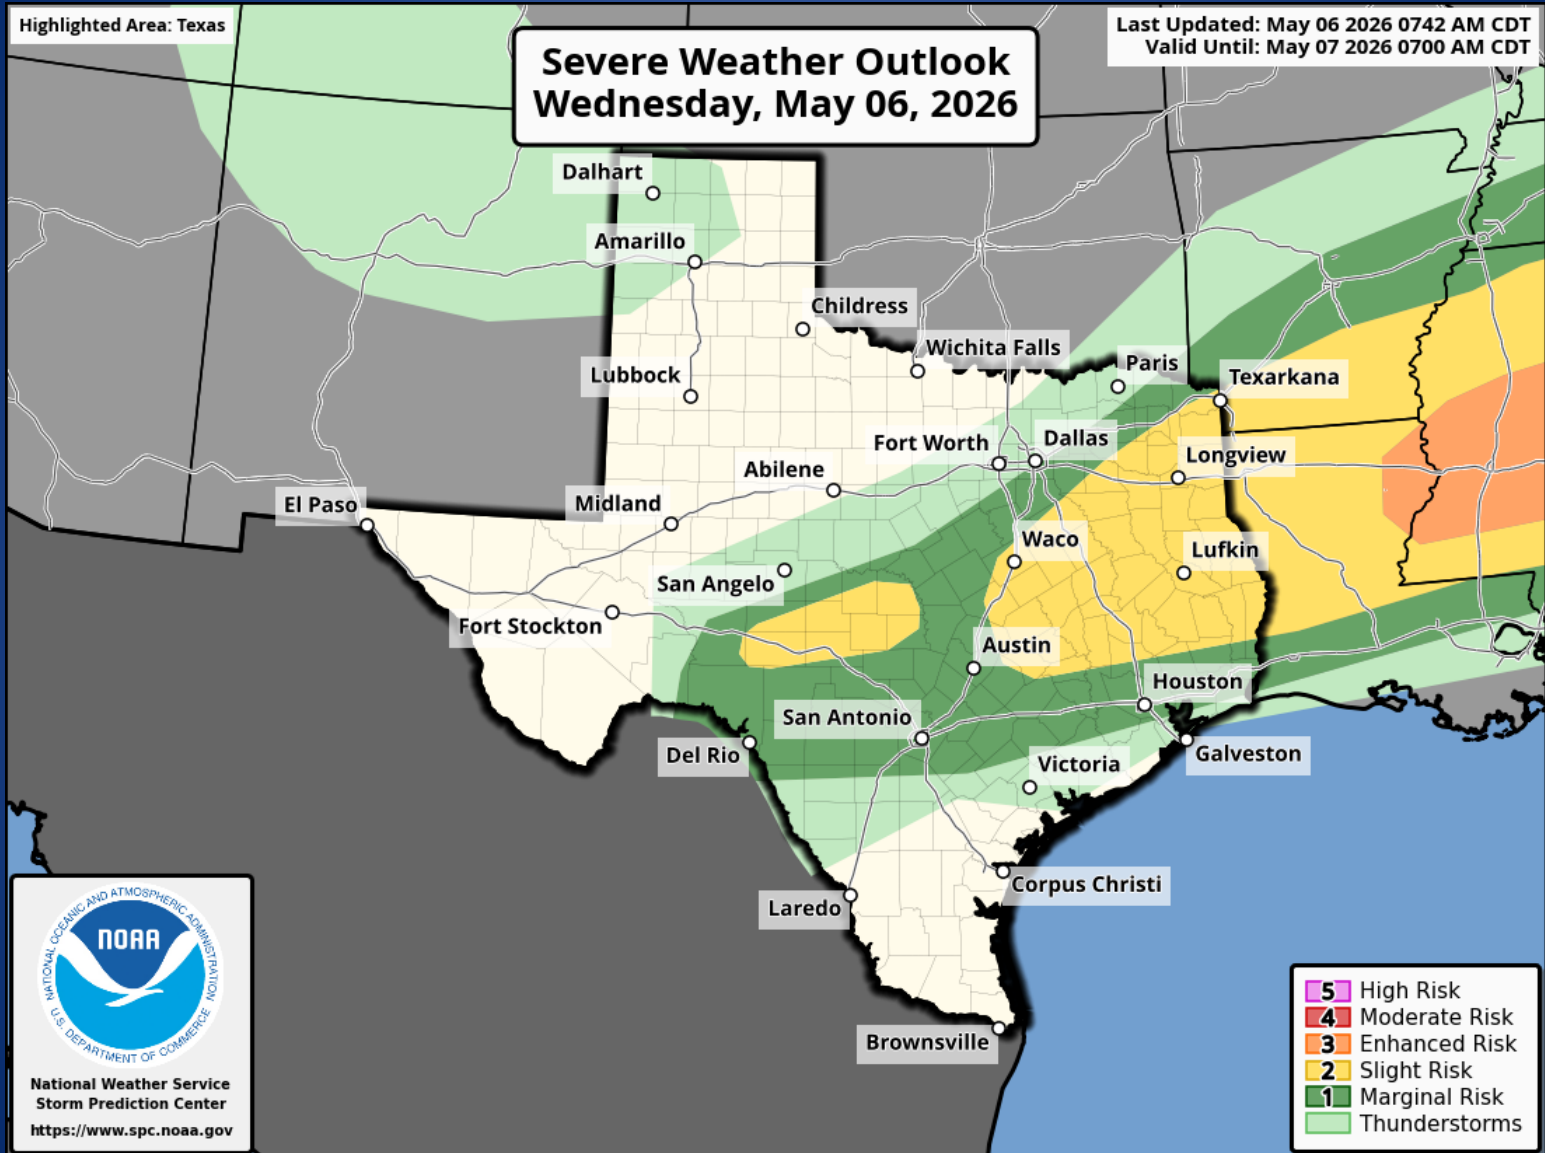 Highlighted Area: Texas
Severe Weather Outlook
Wednesday, May 06, 2026
Last Updated: May 06 2026 0742 AM CDT
Valid Until: May 07 2026 0700 AM CDT
Dalhart
Amarillo
Childress
Wichita Falls
Paris
Texarkana
Lubbock
Fort Worth
Dallas
Longview
Abilene
El Paso
Midland
Waco
Lufkin
San Angelo
Fort Stockton
Austin
Houston
San Antonio
Del Rio
Victoria
Galveston
Corpus Christi
Laredo
Brownsville
NATIONAL OCEANIC AND ATMOSPHERIC ADMINISTRATION
NOAA
U.S. DEPARTMENT OF COMMERCE
National Weather Service
Storm Prediction Center
https://www.spc.noaa.gov
5 High Risk
4 Moderate Risk
3 Enhanced Risk
2 Slight Risk
1 Marginal Risk
Thunderstorms